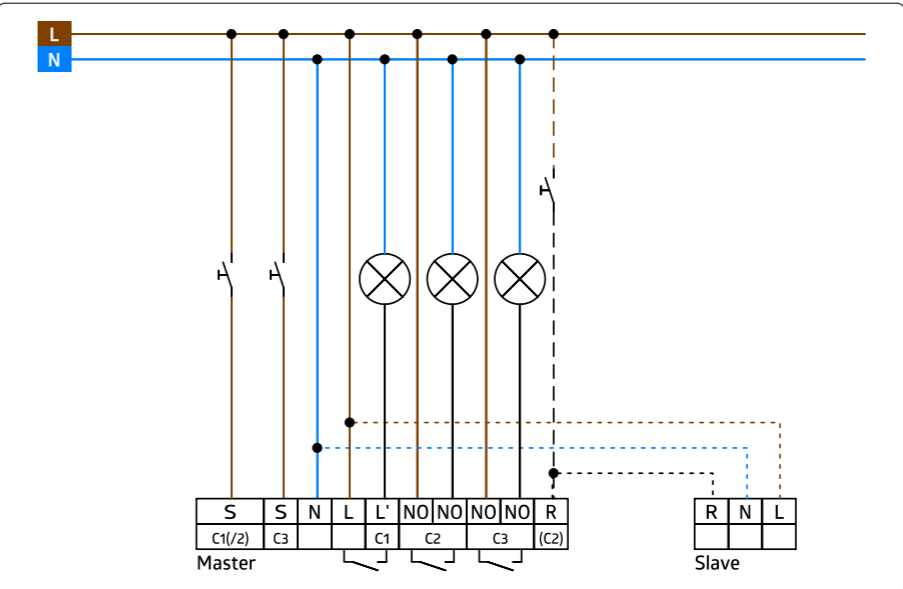 L
N
S S N L L' NO NO NO NO R
C1(/2) C3 C1 C2 C3 (C2)
Master
R N L
Slave